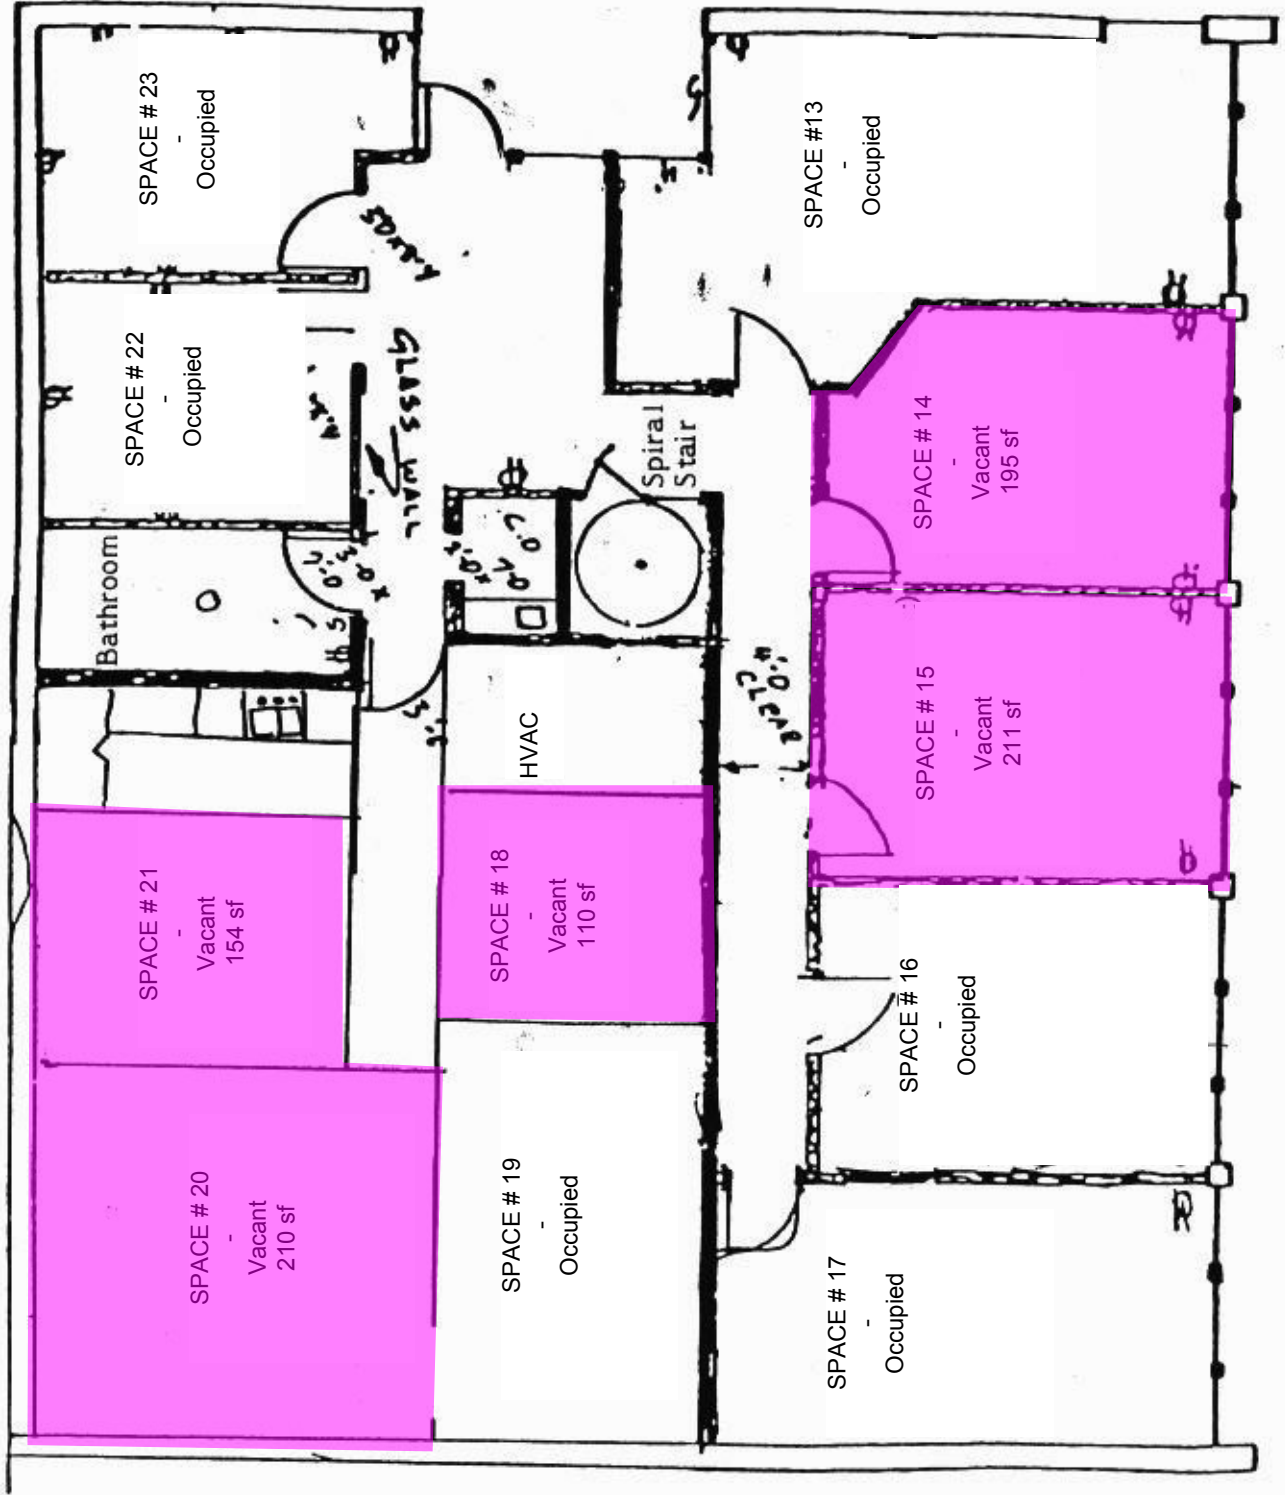 SPACE # 23
-
Occupied
SPACE # 22
-
Occupied
Bathroom
GLASS WALL
Spiral
Stair
HVAC
SPACE #13
-
Occupied
SPACE # 14
-
Vacant
195 sf
SPACE # 15
-
Vacant
211 sf
SPACE # 16
-
Occupied
SPACE # 17
-
Occupied
SPACE # 18
-
Vacant
110 sf
SPACE # 19
-
Occupied
SPACE # 20
-
Vacant
210 sf
SPACE # 21
-
Vacant
154 sf